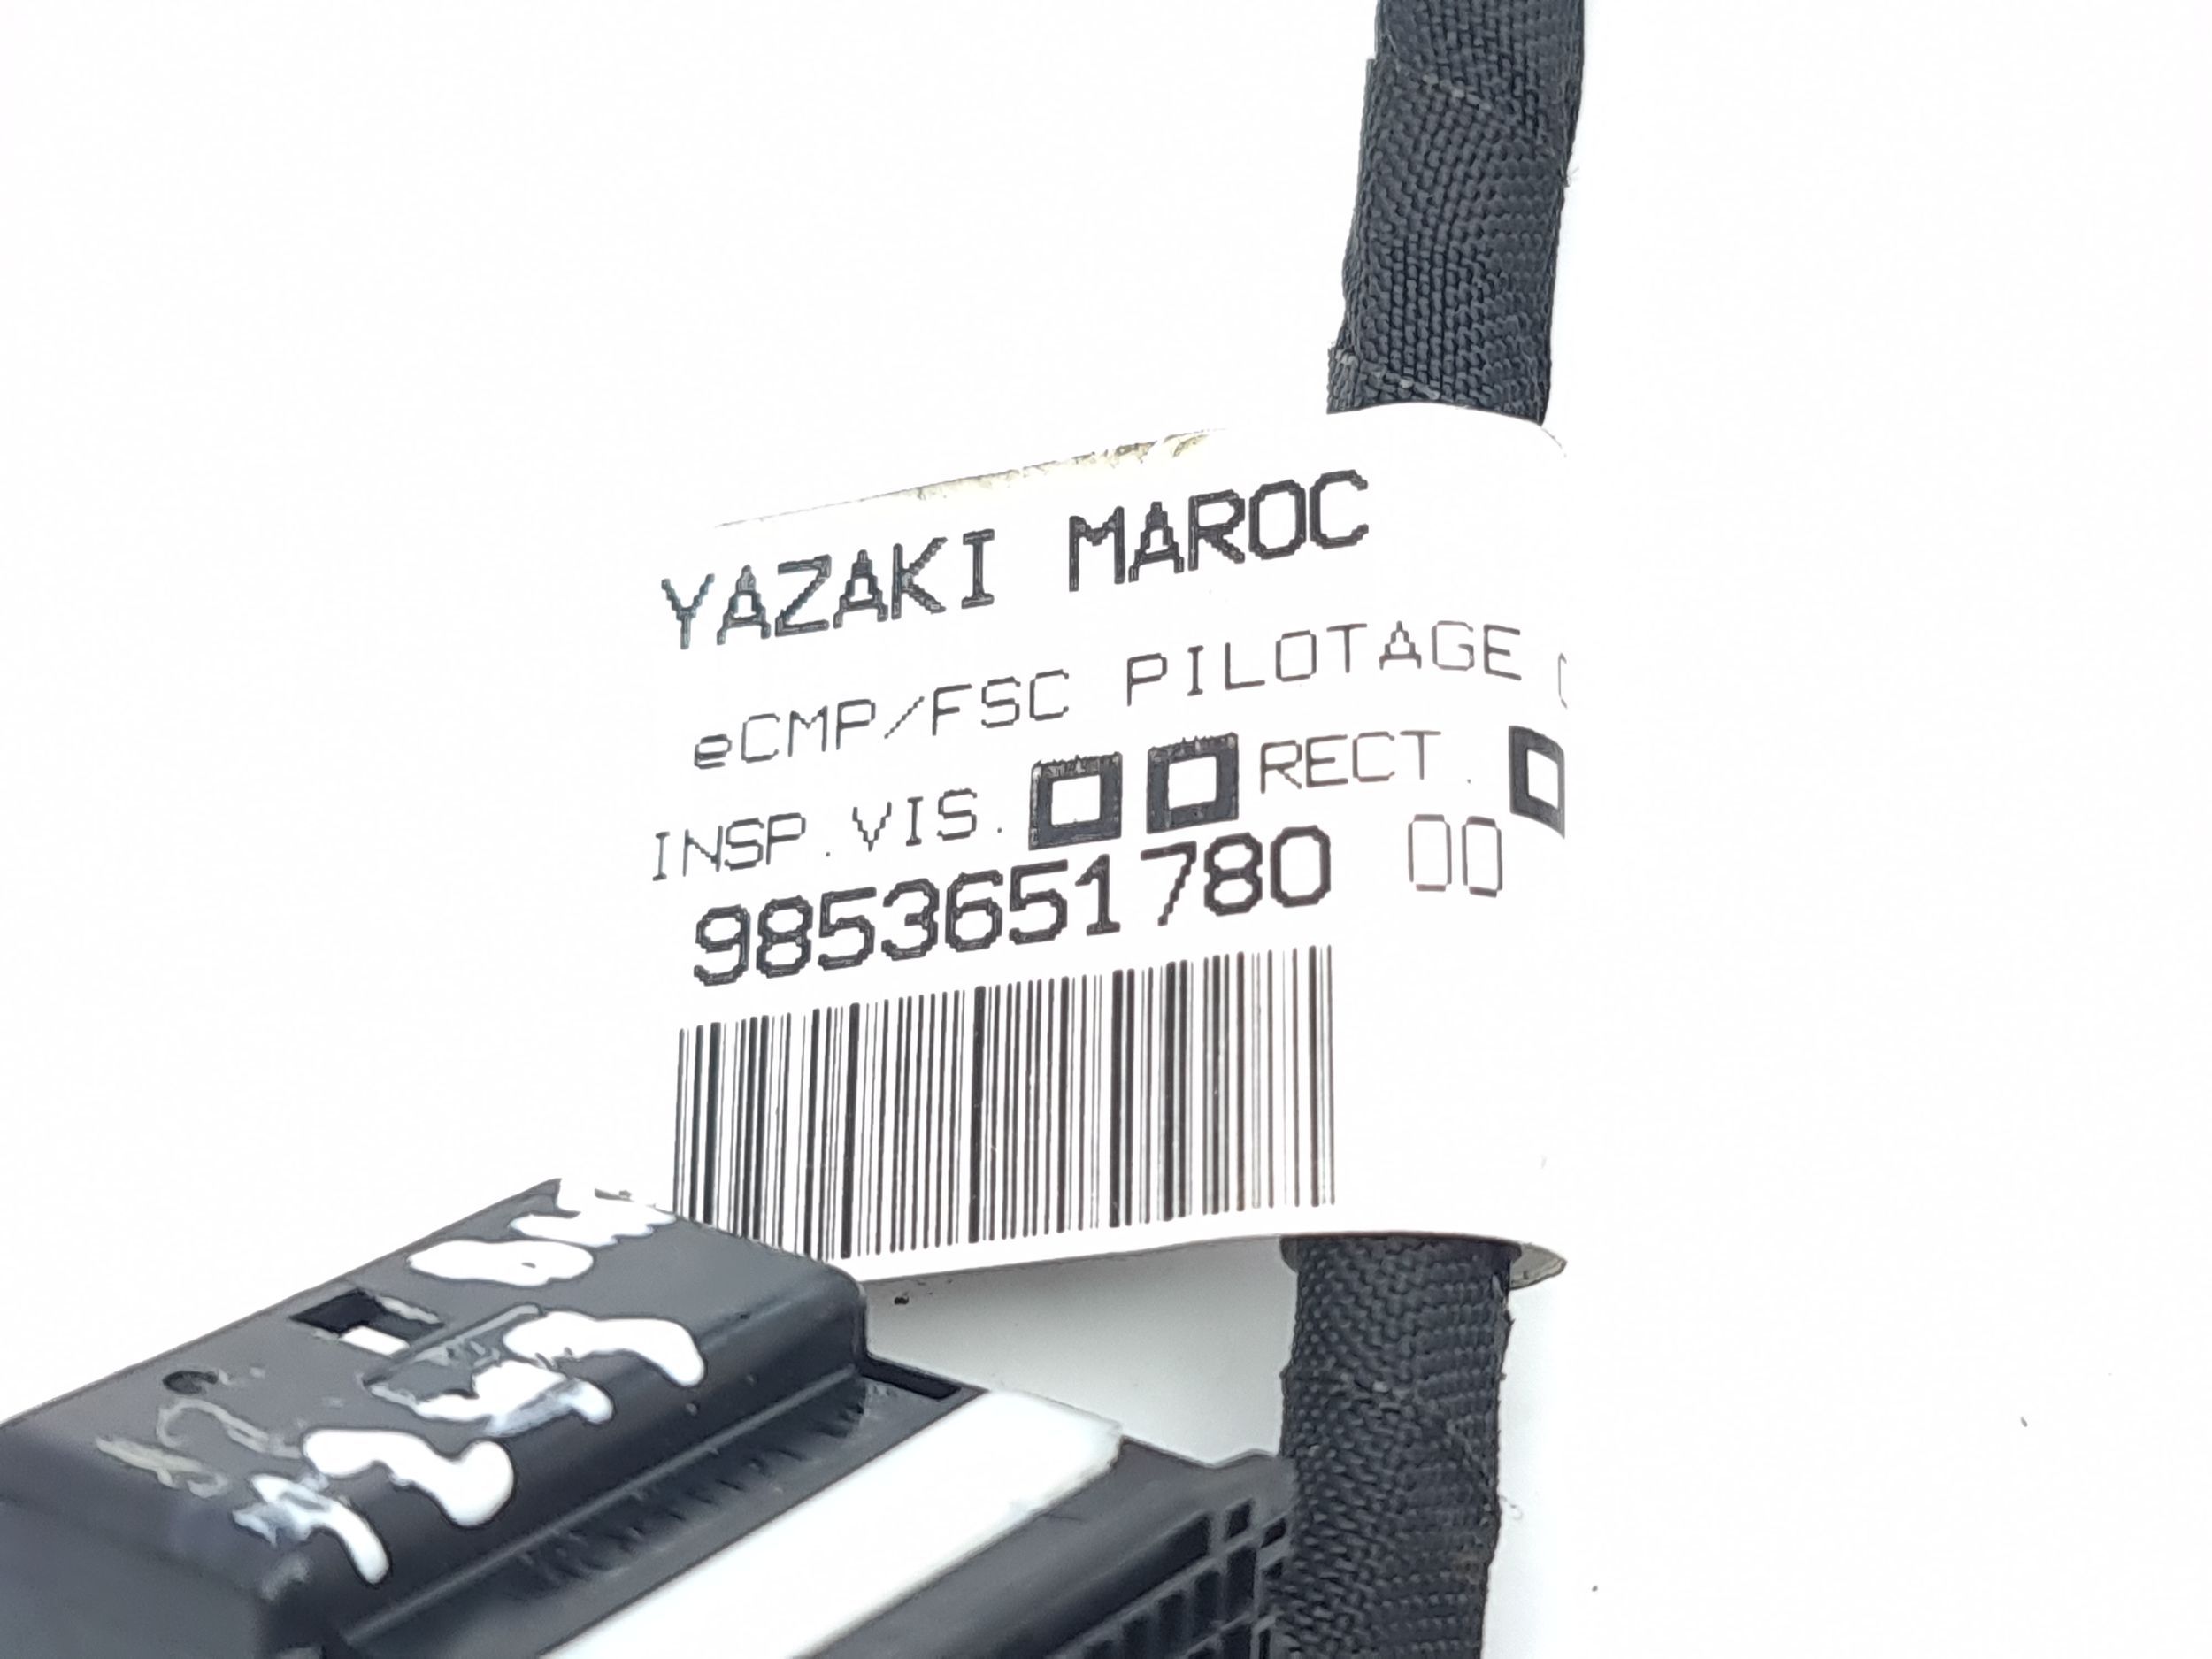 YAZAKI MAROC
eCMP/FSC PILOTAGE
INSP.VIS. RECT.
9853651780 00